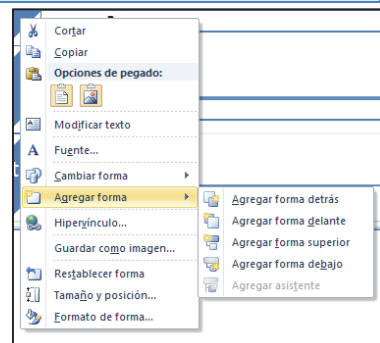 Cortar
Copiar
Opciones de pegado:
Modificar texto
A Fuente...
Cambiar forma
Agregar forma
Hipervínculo...
Guardar como imagen...
Restablecer forma
Tamaño y posición...
Formato de forma...
Agregar forma detrás
Agregar forma delante
Agregar forma superior
Agregar forma debajo
Agregar asistente